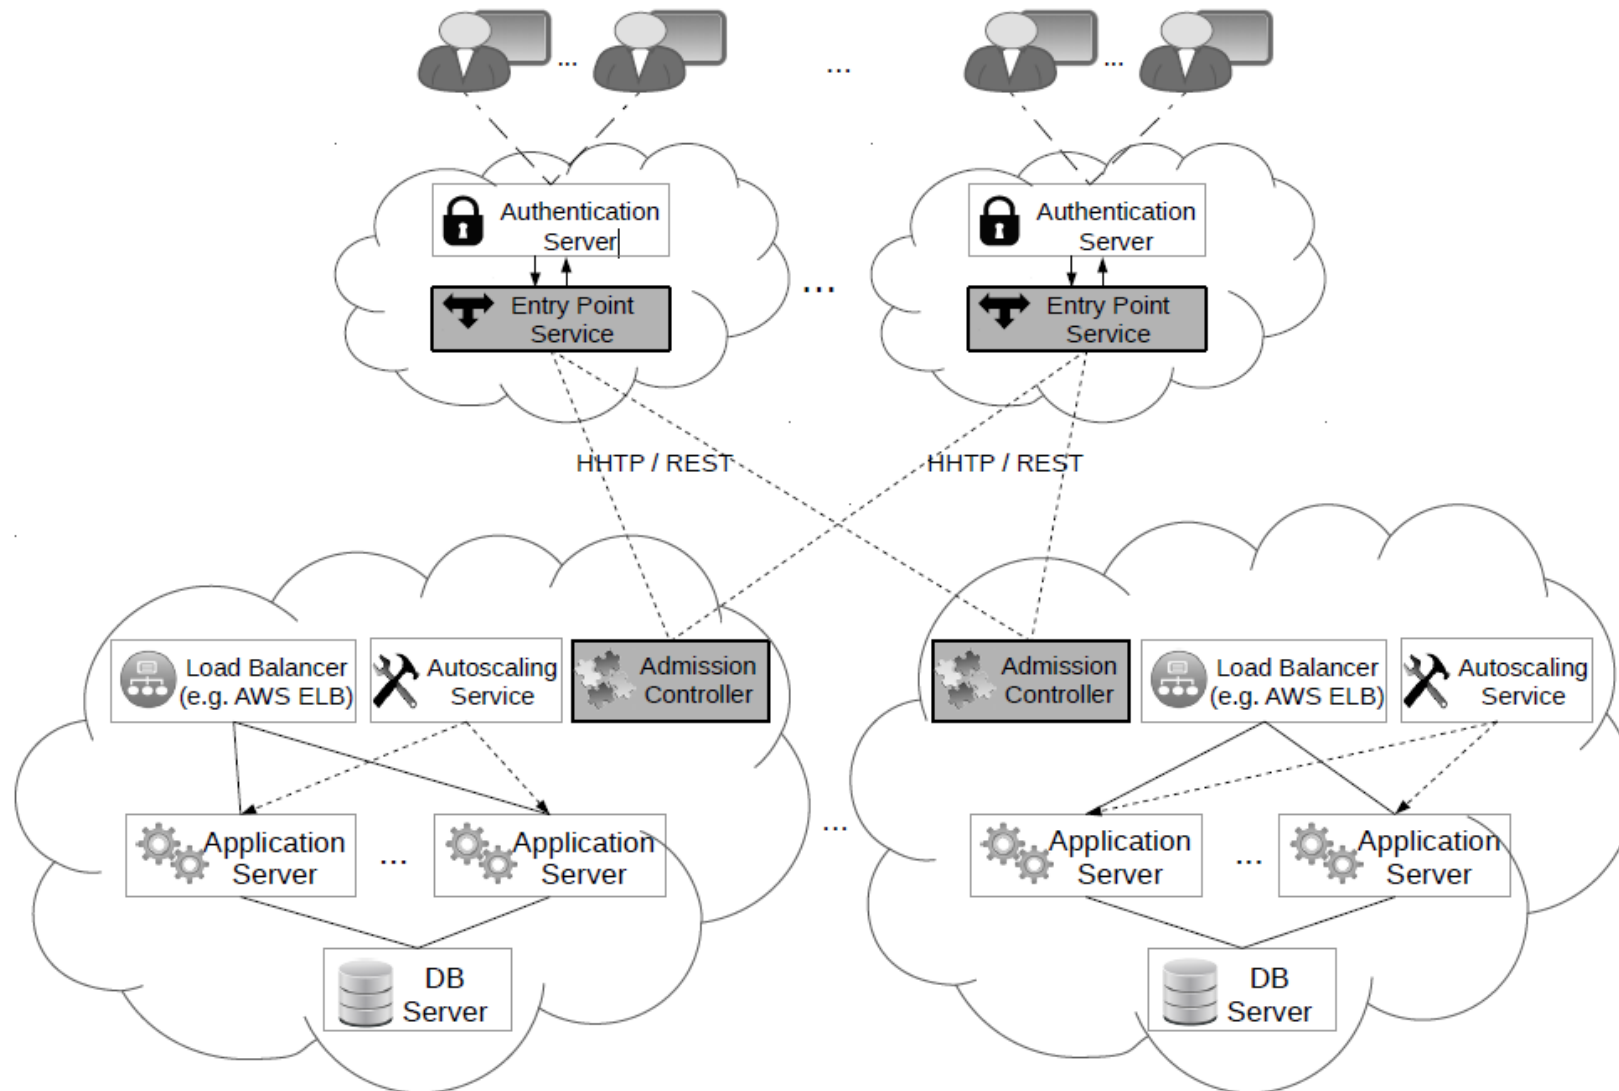 ... ... ...
Authentication
Server
Authentication
Server
...
Entry Point
Service
Entry Point
Service
HHTP / REST
HHTP / REST
Load Balancer
(e.g. AWS ELB)
Autoscaling
Service
Admission
Controller
Admission
Controller
Load Balancer
(e.g. AWS ELB)
Autoscaling
Service
Application
Server
...
Application
Server
...
Application
Server
...
Application
Server
DB
Server
DB
Server